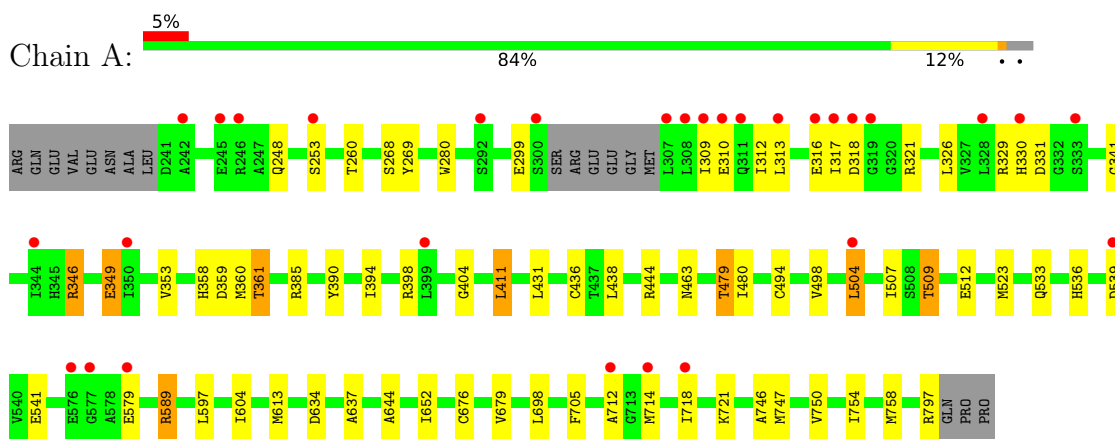 5%
Chain A:
84% 12% • •
ARG GLN GLU VAL GLU ASN ALA LEU D241 A242 E245 R246 A247 Q248 S253 T260 S268 Y269 W280 S292 E299 S300 SER ARG GLU GLU GLY MET L307 L308 I309 E310 Q311 I312 L313 E316 I317 D318 G319 G320 R321 L326 V327 L328 R329 H330 D331 G332 S333 G341
I344 H345 R346 E349 I350 V353 H358 D359 M360 T361 R385 Y390 I394 R398 L399 G404 L411 L431 C436 T437 L438 R444 N463 T479 I480 C494 V498 L504 I507 S508 T509 E512 M523 Q533 H536 D539
V540 E541 E576 G577 A578 E579 R589 L597 I604 M613 D634 A637 A644 I652 C676 V679 L698 F705 A712 G713 M714 I718 K721 A746 M747 V750 I754 M758 R797 GLN PRO PRO